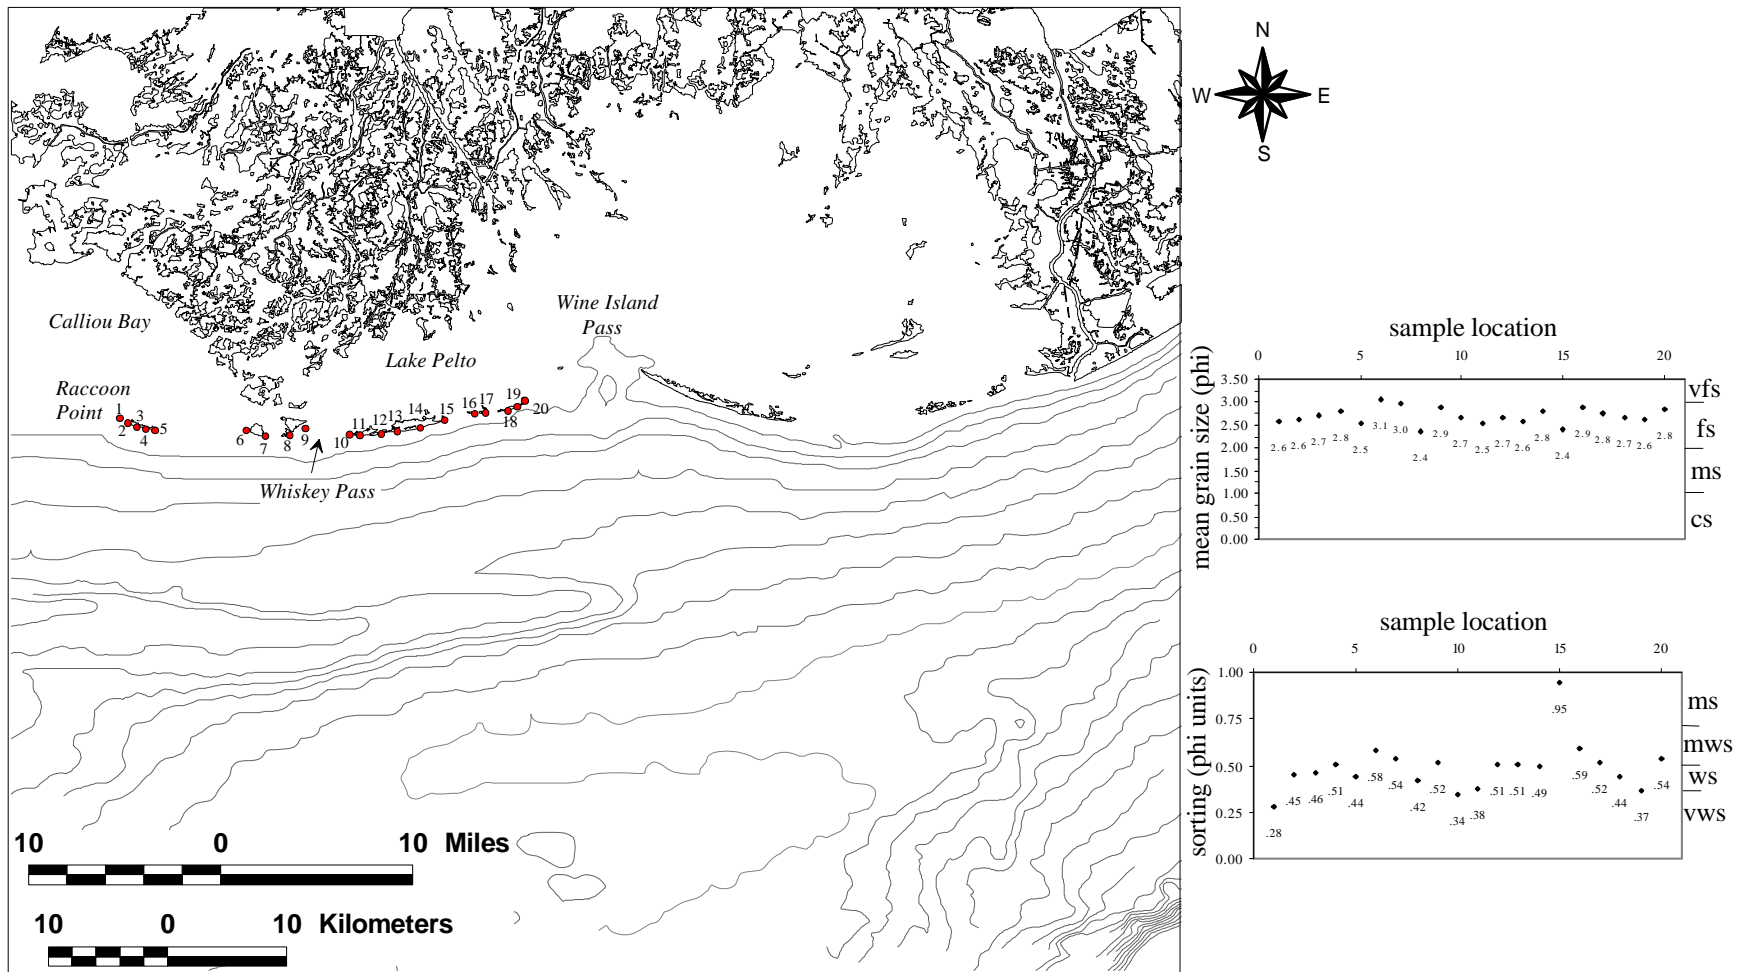 N
W E
S
Wine Island
Pass
Calliou Bay
Lake Pelto
Raccoon
Point
1
2
3
4
5
6
7
8
9
10
11
12
13
14
15
16
17
18
19
20
Whiskey Pass
10 0 10 Miles
10 0 10 Kilometers
sample location
0 5 10 15 20
mean grain size (phi)
3.50
3.00
2.50
2.00
1.50
1.00
0.50
0.00
2.6 2.6 2.7 2.8 2.5 3.1 3.0 2.4 2.9 2.7 2.5 2.7 2.6 2.8 2.4 2.9 2.8 2.7 2.6 2.8
vfs
fs
ms
cs
sample location
0 5 10 15 20
sorting (phi units)
1.00
0.75
0.50
0.25
0.00
.28 .45 .46 .51 .44 .58 .54 .42 .52 .34 .38 .51 .51 .49 .95 .59 .52 .44 .37 .54
ms
mws
ws
vws